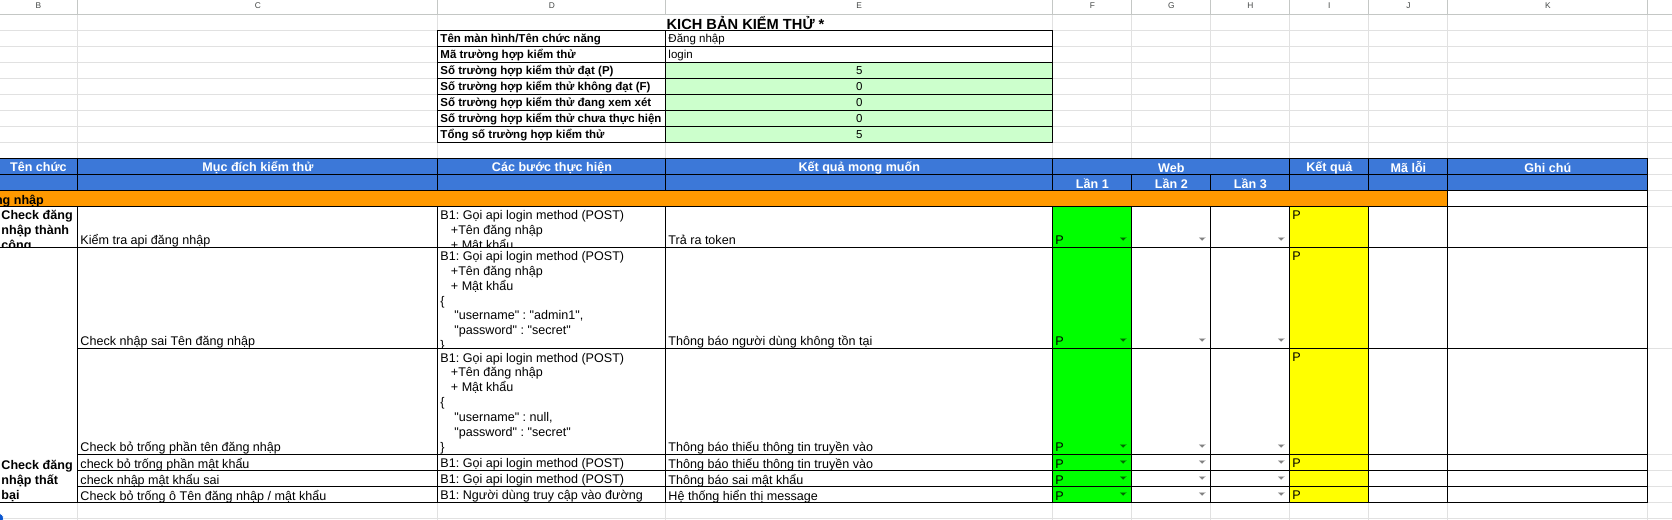 B C D E F G H I J K
KỊCH BẢN KIỂM THỬ *
Tên màn hình/Tên chức năng Đăng nhập
Mã trường hợp kiểm thử login
Số trường hợp kiểm thử đạt (P) 5
Số trường hợp kiểm thử không đạt (F) 0
Số trường hợp kiểm thử đang xem xét 0
Số trường hợp kiểm thử chưa thực hiện 0
Tổng số trường hợp kiểm thử 5
Tên chức Mục đích kiểm thử Các bước thực hiện Kết quả mong muốn Web Kết quả Mã lỗi Ghi chú
Lần 1 Lần 2 Lần 3
ng nhập
Check đăng
nhập thành
công
Kiểm tra api đăng nhập
B1: Gọi api login method (POST)
+Tên đăng nhập
+ Mật khẩu
Trả ra token
P
P
Check nhập sai Tên đăng nhập
B1: Gọi api login method (POST)
+Tên đăng nhập
+ Mật khẩu
{
"username" : "admin1",
"password" : "secret"
}
Thông báo người dùng không tồn tại
P
P
Check bỏ trống phần tên đăng nhập
B1: Gọi api login method (POST)
+Tên đăng nhập
+ Mật khẩu
{
"username" : null,
"password" : "secret"
}
Thông báo thiếu thông tin truyền vào
P
P
Check đăng
nhập thất
bại
check bỏ trống phần mật khẩu B1: Gọi api login method (POST) Thông báo thiếu thông tin truyền vào P P
check nhập mật khẩu sai B1: Gọi api login method (POST) Thông báo sai mật khẩu P
Check bỏ trống ô Tên đăng nhập / mật khẩu B1: Người dùng truy cập vào đường Hệ thống hiển thị message P P